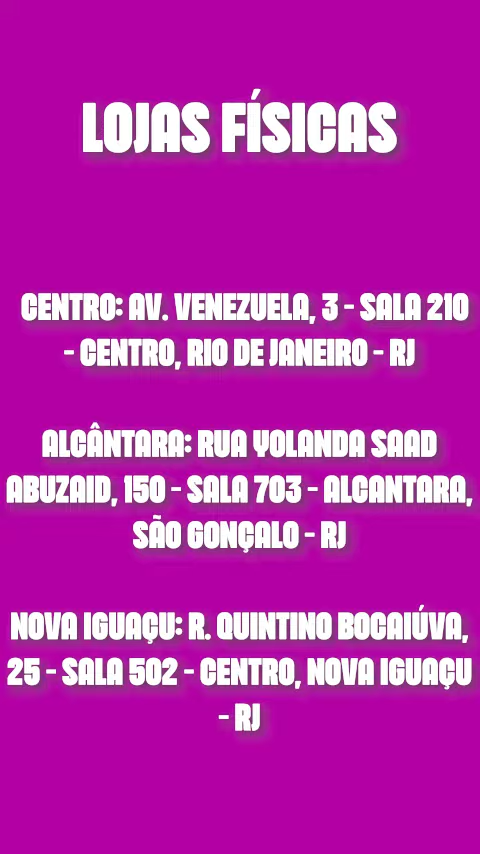 LOJAS FÍSICAS
CENTRO: AV. VENEZUELA, 3 - SALA 210
- CENTRO, RIO DE JANEIRO - RJ
ALCÂNTARA: RUA YOLANDA SAAD
ABUZAID, 150 - SALA 703 - ALCANTARA,
SÃO GONÇALO - RJ
NOVA IGUAÇU: R. QUINTINO BOCAIÚVA,
25 - SALA 502 - CENTRO, NOVA IGUAÇU
- RJ